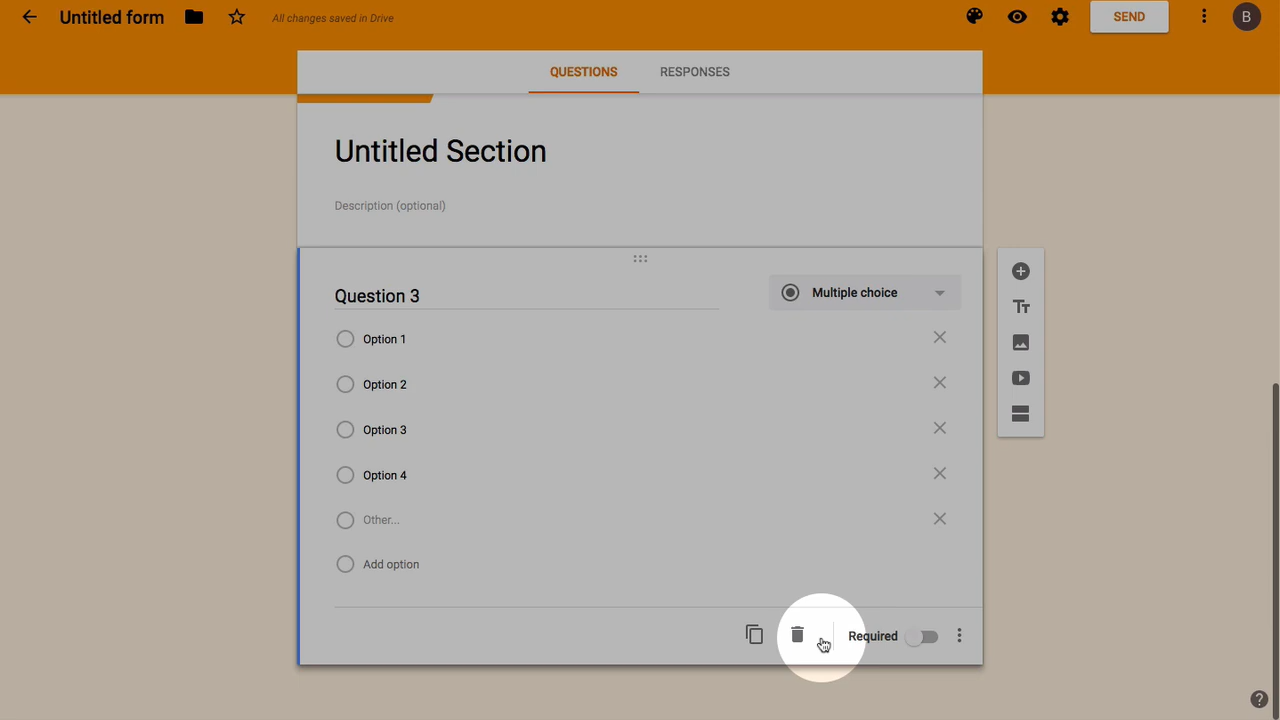 Untitled form
All changes saved in Drive
SEND
B
QUESTIONS
RESPONSES
Untitled Section
Description (optional)
Question 3
Multiple choice
Option 1
Option 2
Option 3
Option 4
Other...
Add option
Required